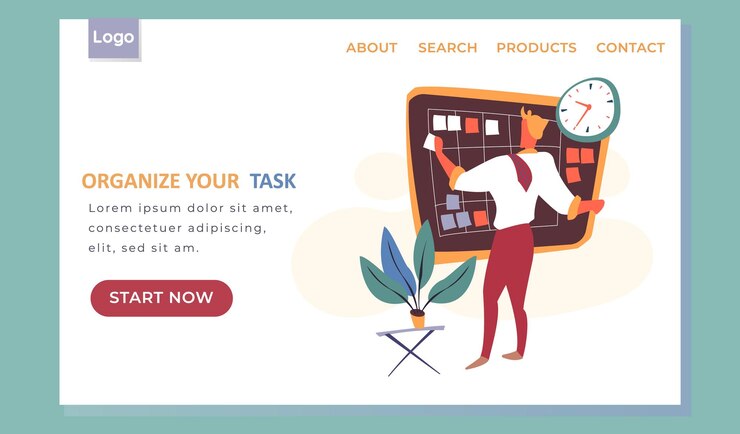 Logo
ABOUT SEARCH PRODUCTS CONTACT
ORGANIZE YOUR TASK
Lorem ipsum dolor sit amet,
consectetuer adipiscing,
elit, sed sit am.
START NOW